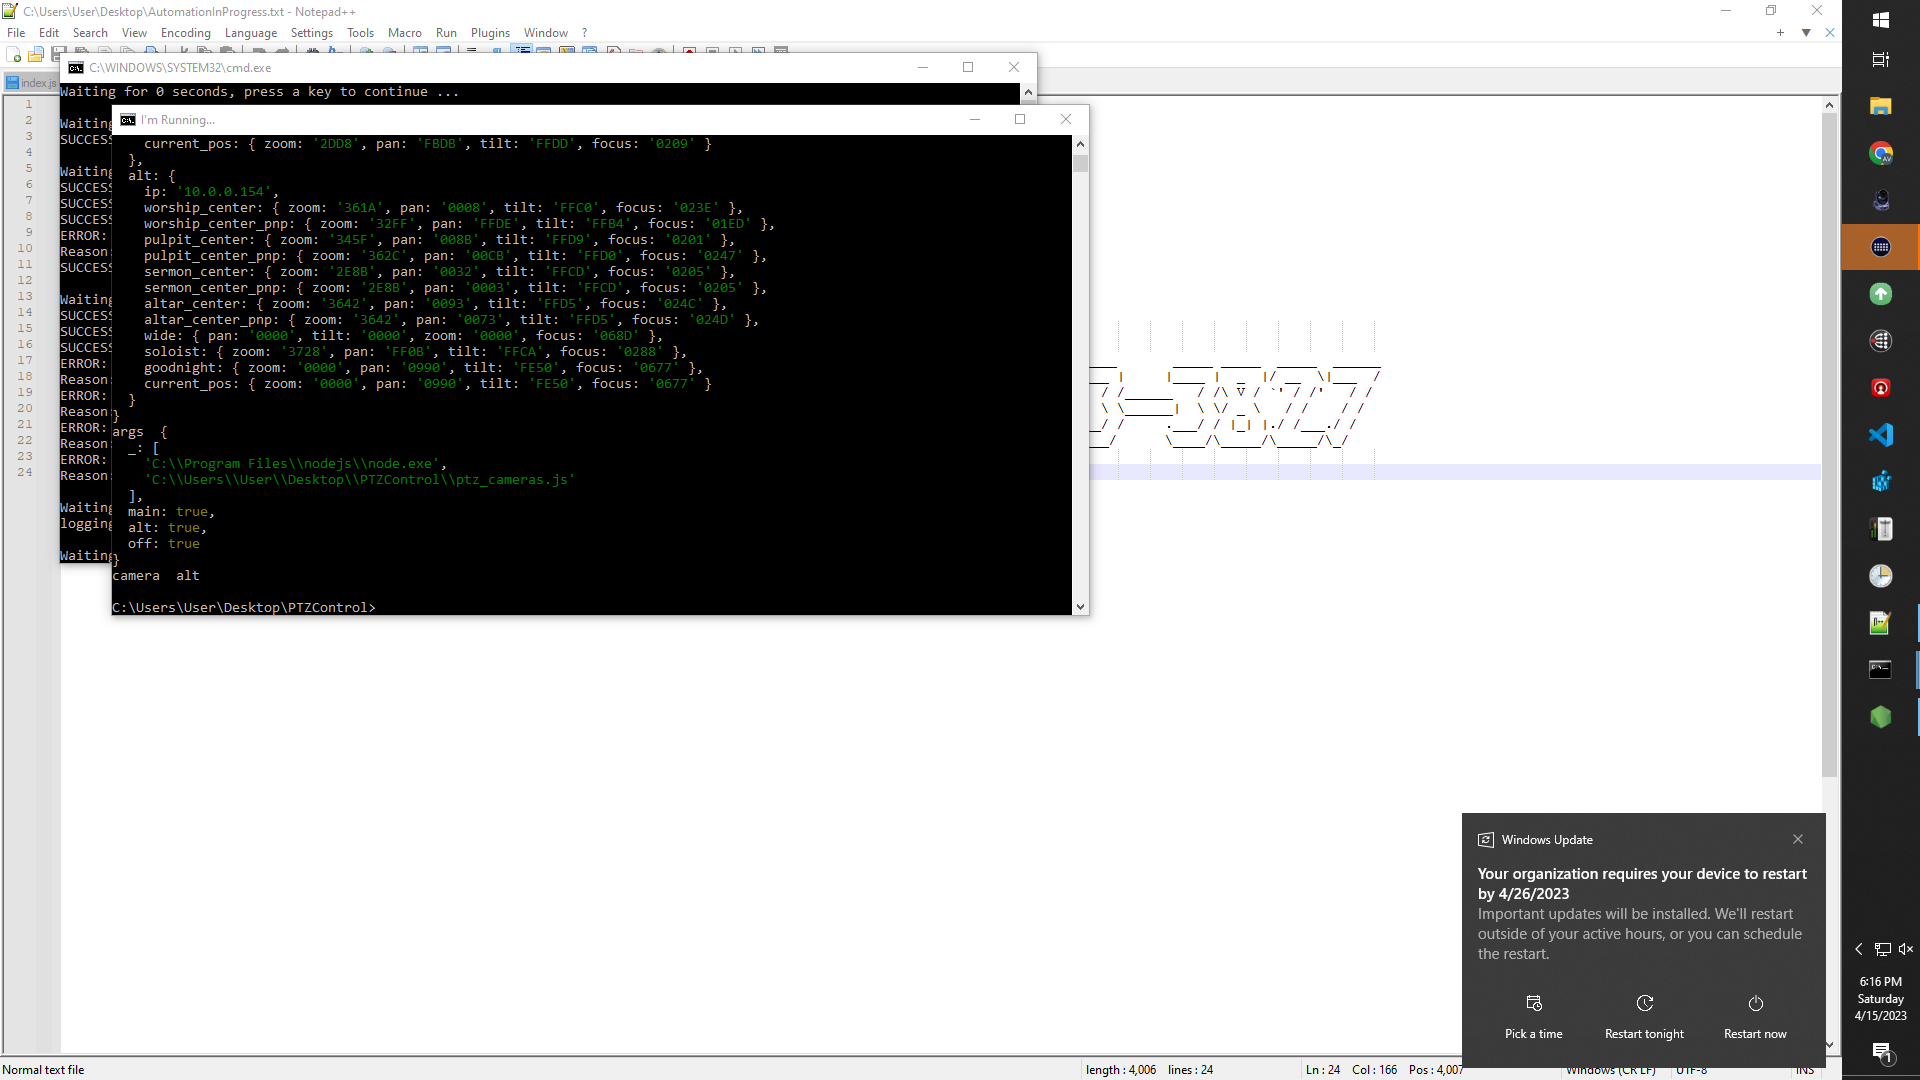 C:\Users\User\Desktop\AutomationInProgress.txt - Notepad++
File Edit Search View Encoding Language Settings Tools Macro Run Plugins Window ?
index.js
C:\WINDOWS\SYSTEM32\cmd.exe
Waiting for 0 seconds, press a key to continue ...
I'm Running...
1
2
3
4
5
6
7
8
9
10
11
12
13
14
15
16
17
18
19
20
21
22
23
24
Waiting
SUCCESS
Waiting
SUCCESS
SUCCESS
SUCCESS
ERROR:
Reason:
SUCCESS
Waiting
SUCCESS
SUCCESS
SUCCESS
ERROR:
Reason:
ERROR:
Reason:
ERROR:
Reason:
ERROR:
Reason:
Waiting
logging
Waiting
current_pos: { zoom: '2DD8', pan: 'FBDB', tilt: 'FFDD', focus: '0209' }
},
alt: {
ip: '10.0.0.154',
worship_center: { zoom: '361A', pan: '0008', tilt: 'FFC0', focus: '023E' },
worship_center_pnp: { zoom: '32FF', pan: 'FFDE', tilt: 'FFB4', focus: '01ED' },
pulpit_center: { zoom: '345F', pan: '008B', tilt: 'FFD9', focus: '0201' },
pulpit_center_pnp: { zoom: '362C', pan: '00CB', tilt: 'FFD0', focus: '0247' },
sermon_center: { zoom: '2E8B', pan: '0032', tilt: 'FFCD', focus: '0205' },
sermon_center_pnp: { zoom: '2E8B', pan: '0003', tilt: 'FFCD', focus: '0205' },
altar_center: { zoom: '3642', pan: '0093', tilt: 'FFD5', focus: '024C' },
altar_center_pnp: { zoom: '3642', pan: '0073', tilt: 'FFD5', focus: '024D' },
wide: { pan: '0000', tilt: '0000', zoom: '0000', focus: '068D' },
soloist: { zoom: '3728', pan: 'FF0B', tilt: 'FFCA', focus: '0288' },
goodnight: { zoom: '0000', pan: '0990', tilt: 'FE50', focus: '0677' },
current_pos: { zoom: '0000', pan: '0990', tilt: 'FE50', focus: '0677' }
}
}
args {
_: [
'C:\\Program Files\\nodejs\\node.exe',
'C:\\Users\\User\\Desktop\\PTZControl\\ptz_cameras.js'
],
main: true,
alt: true,
off: true
}
camera alt
C:\Users\User\Desktop\PTZControl>
Windows Update
Your organization requires your device to restart
by 4/26/2023
Important updates will be installed. We'll restart
outside of your active hours, or you can schedule
the restart.
Pick a time Restart tonight Restart now
6:16 PM
Saturday
4/15/2023
1
Normal text file length : 4,006 lines : 24 Ln : 24 Col : 166 Pos : 4,007 Windows (CR LF) UTF-8 INS